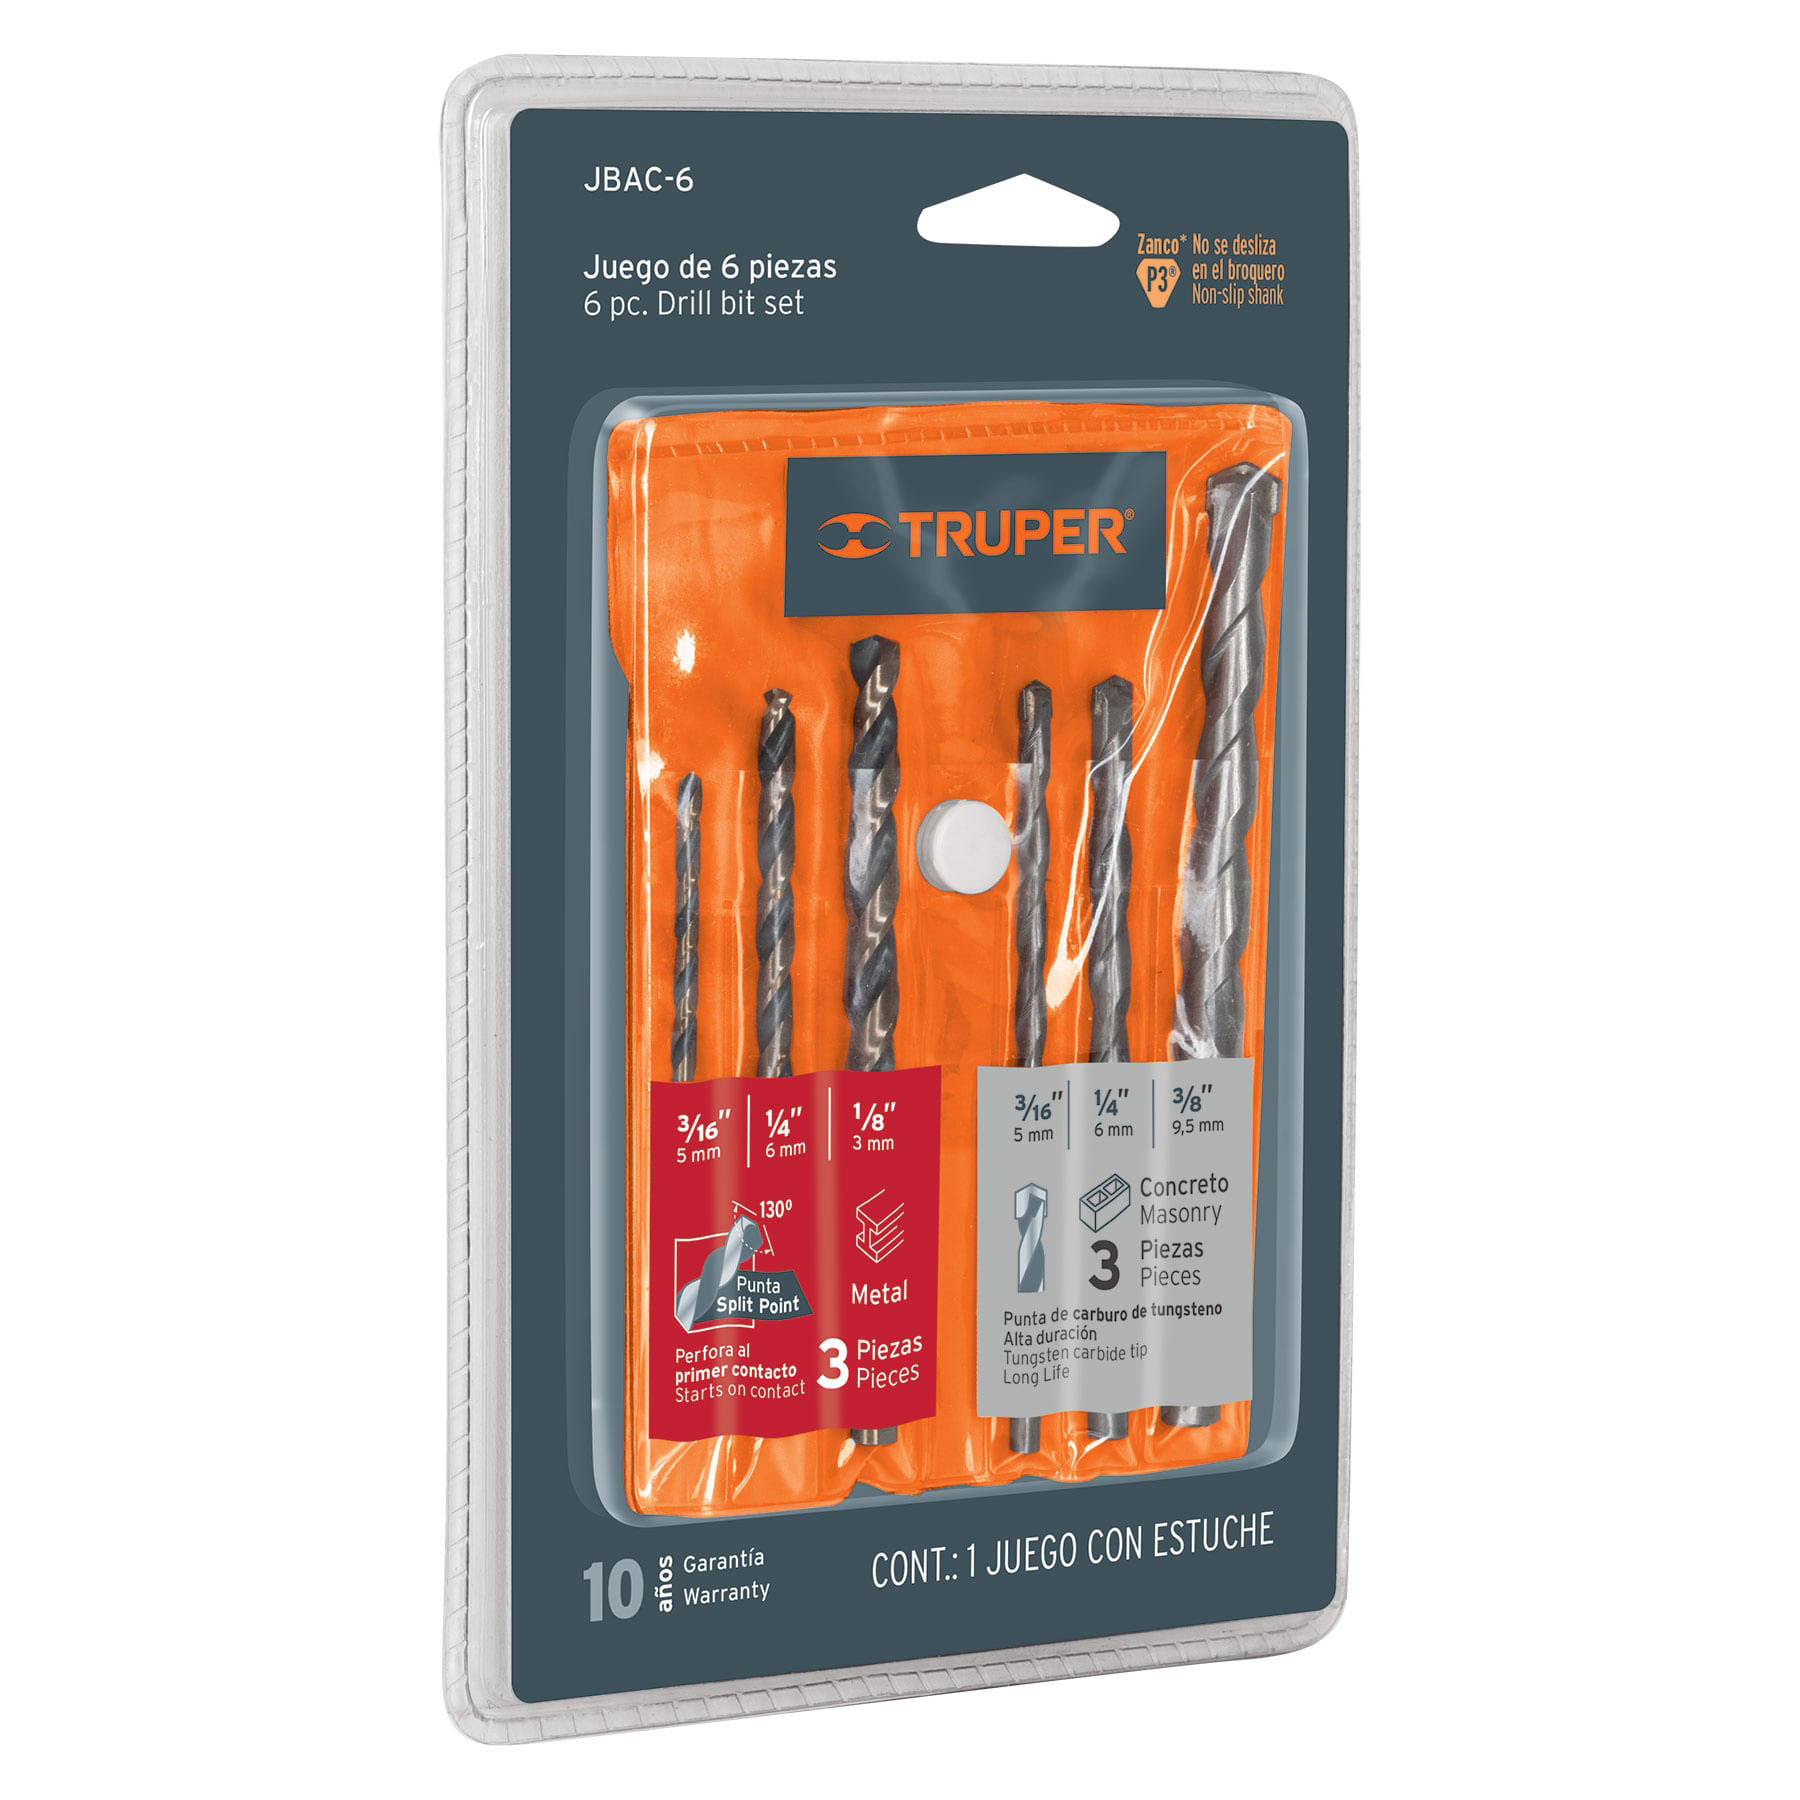 JBAC-6
Juego de 6 piezas
6 pc. Drill bit set
Zanco* No se desliza
P3® en el broquero
Non-slip shank
TRUPER®
3/16" 1/4" 1/8"
5 mm 6 mm 3 mm
130°
Punta
Split Point
Metal
Perfora al
primer contacto
Starts on contact
3 Piezas
Pieces
3/16" 1/4" 3/8"
5 mm 6 mm 9,5 mm
Concreto
Masonry
3 Piezas
Pieces
Punta de carburo de tungsteno
Alta duración
Tungsten carbide tip
Long Life
10 años Garantía
Warranty
CONT.: 1 JUEGO CON ESTUCHE